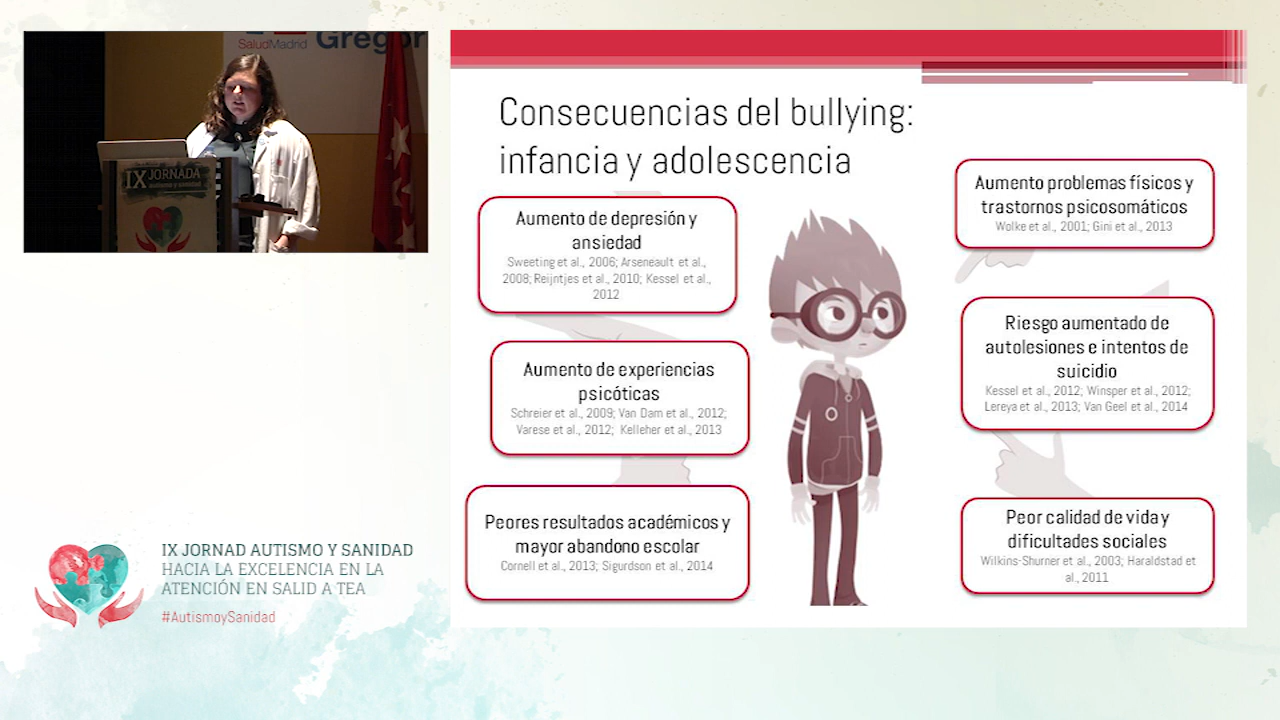 SaludMadrid
Gregor
IX JORNADA
autismo y sanidad
Consecuencias del bullying:
infancia y adolescencia
Aumento de depresión y
ansiedad
Sweeting et al., 2006; Arseneault et al.,
2008; Reijntjes et al., 2010; Kessel et al.,
2012
Aumento de experiencias
psicóticas
Schreier et al., 2009; Van Dam et al., 2012;
Varese et al., 2012; Kelleher et al., 2013
Peores resultados académicos y
mayor abandono escolar
Cornell et al., 2013; Sigurdson et al., 2014
Aumento problemas físicos y
trastornos psicosomáticos
Wolke et al., 2001; Gini et al., 2013
Riesgo aumentado de
autolesiones e intentos de
suicidio
Kessel et al., 2012; Winsper et al., 2012;
Lereya et al., 2013; Van Geel et al., 2014
Peor calidad de vida y
dificultades sociales
Wilkins-Shurner et al., 2003; Haraldstad et
al., 2011
IX JORNAD AUTISMO Y SANIDAD
HACIA LA EXCELENCIA EN LA
ATENCIÓN EN SALID A TEA
#AutismoySanidad